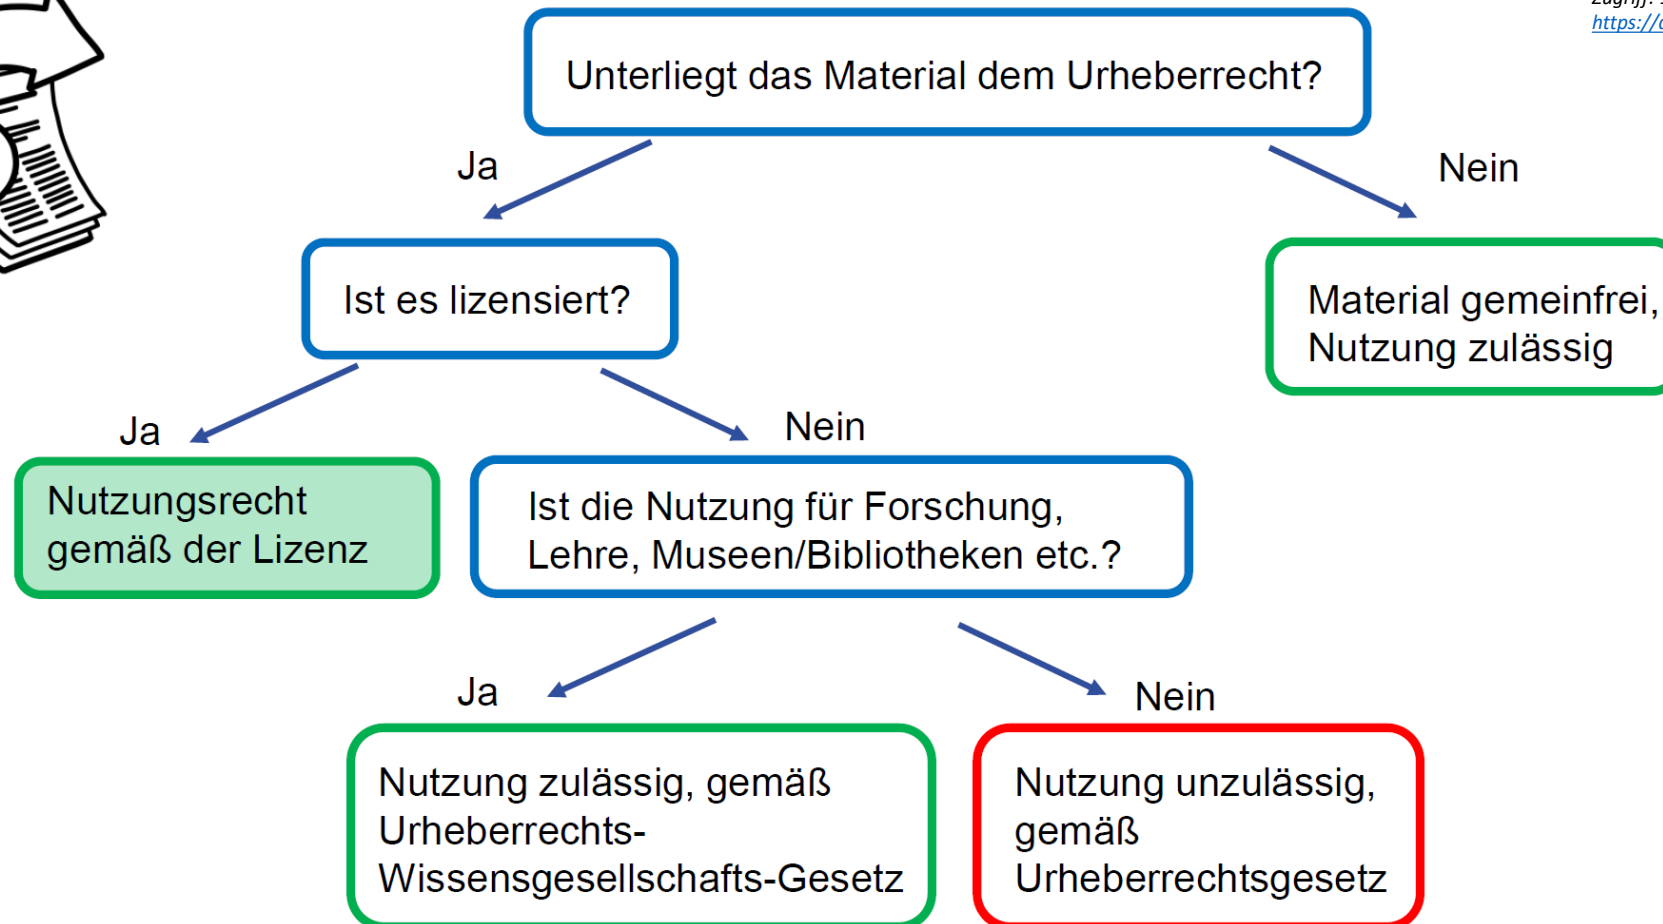 Zugriff:
https://
Unterliegt das Material dem Urheberrecht?
Ja
Nein
Ist es lizensiert?
Material gemeinfrei,
Nutzung zulässig
Ja
Nein
Nutzungsrecht
gemäß der Lizenz
Ist die Nutzung für Forschung,
Lehre, Museen/Bibliotheken etc.?
Ja
Nein
Nutzung zulässig, gemäß
Urheberrechts-
Wissensgesellschafts-Gesetz
Nutzung unzulässig,
gemäß
Urheberrechtsgesetz